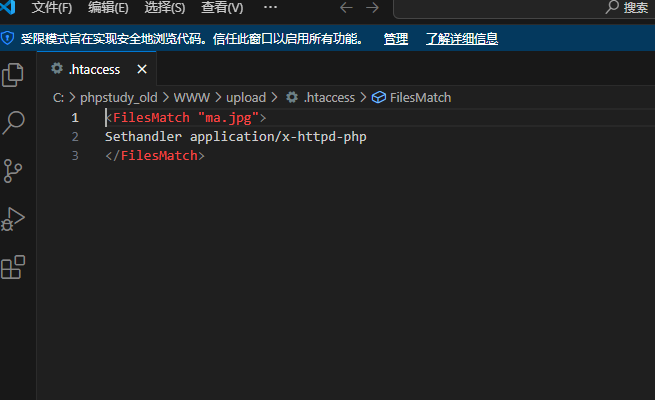 文件(F) 编辑(E) 选择(S) 查看(V) ··· 搜索
受限模式旨在实现安全地浏览代码。信任此窗口以启用所有功能。 管理 了解详细信息
.htaccess
C: > phpstudy_old > WWW > upload > .htaccess > FilesMatch
1 <FilesMatch "ma.jpg">
2 Sethandler application/x-httpd-php
3 </FilesMatch>